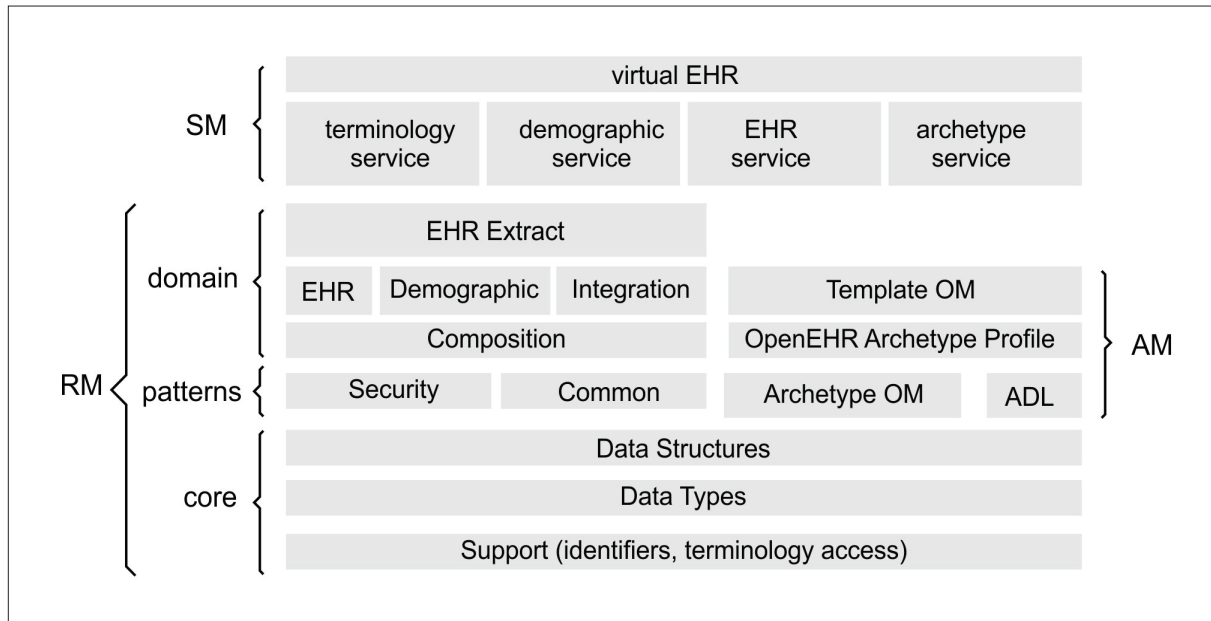 virtual EHR
SM
terminology service
demographic service
EHR service
archetype service
EHR Extract
domain
EHR
Demographic
Integration
Template OM
Composition
OpenEHR Archetype Profile
AM
RM
patterns
Security
Common
Archetype OM
ADL
Data Structures
core
Data Types
Support (identifiers, terminology access)